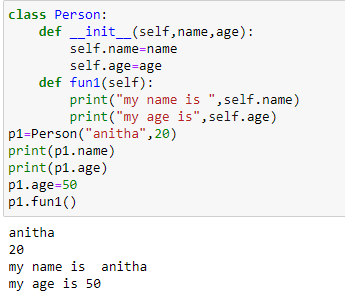 class Person:
    def __init__(self,name,age):
        self.name=name
        self.age=age
    def fun1(self):
        print("my name is ",self.name)
        print("my age is",self.age)
p1=Person("anitha",20)
print(p1.name)
print(p1.age)
p1.age=50
p1.fun1()
anitha
20
my name is  anitha
my age is 50